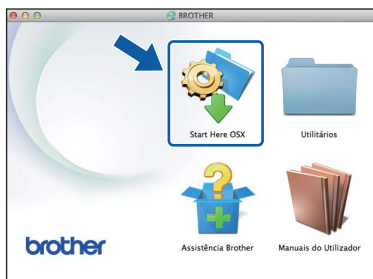 BROTHER
Start Here OSX
Utilitários
Assistência Brother
Manuais do Utilizador
brother